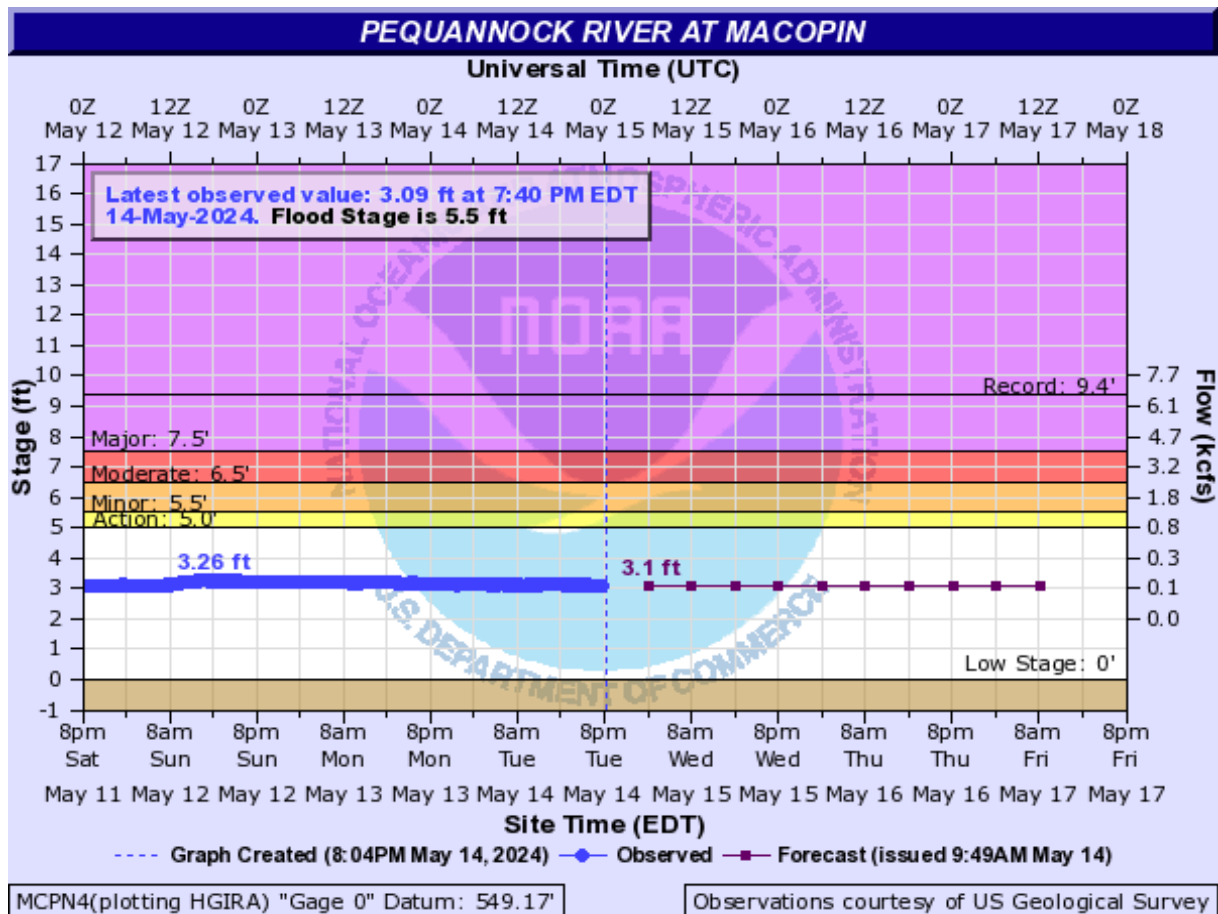 PEQUANNOCK RIVER AT MACOPIN
Universal Time (UTC)
0Z 12Z 0Z 12Z 0Z 12Z 0Z 12Z 0Z 12Z 0Z 12Z 0Z
May 12 May 12 May 13 May 13 May 14 May 14 May 15 May 15 May 16 May 16 May 17 May 17 May 18
Latest observed value: 3.09 ft at 7:40 PM EDT
14-May-2024. Flood Stage is 5.5 ft
NATIONAL OCEANIC ATMOSPHERIC ADMINISTRATION
NOAA
U.S. DEPARTMENT OF COMMERCE
Stage (ft)
17
16
15
14
13
12
11
10
9
8
7
6
5
4
3
2
1
0
-1
Record: 9.4'
Major: 7.5'
Moderate: 6.5'
Minor: 5.5'
Action: 5.0'
3.26 ft
3.1 ft
Low Stage: 0'
Flow (kcfs)
7.7
6.1
4.7
3.2
1.8
0.8
0.3
0.1
0.0
8pm 8am 8pm 8am 8pm 8am 8pm 8am 8pm 8am 8pm 8am 8pm
Sat Sun Sun Mon Mon Tue Tue Wed Wed Thu Thu Fri Fri
May 11 May 12 May 12 May 13 May 13 May 14 May 14 May 15 May 15 May 16 May 16 May 17 May 17
Site Time (EDT)
Graph Created (8:04PM May 14, 2024) Observed Forecast (issued 9:49AM May 14)
MCPN4(plotting HGIRA) "Gage 0" Datum: 549.17'
Observations courtesy of US Geological Survey